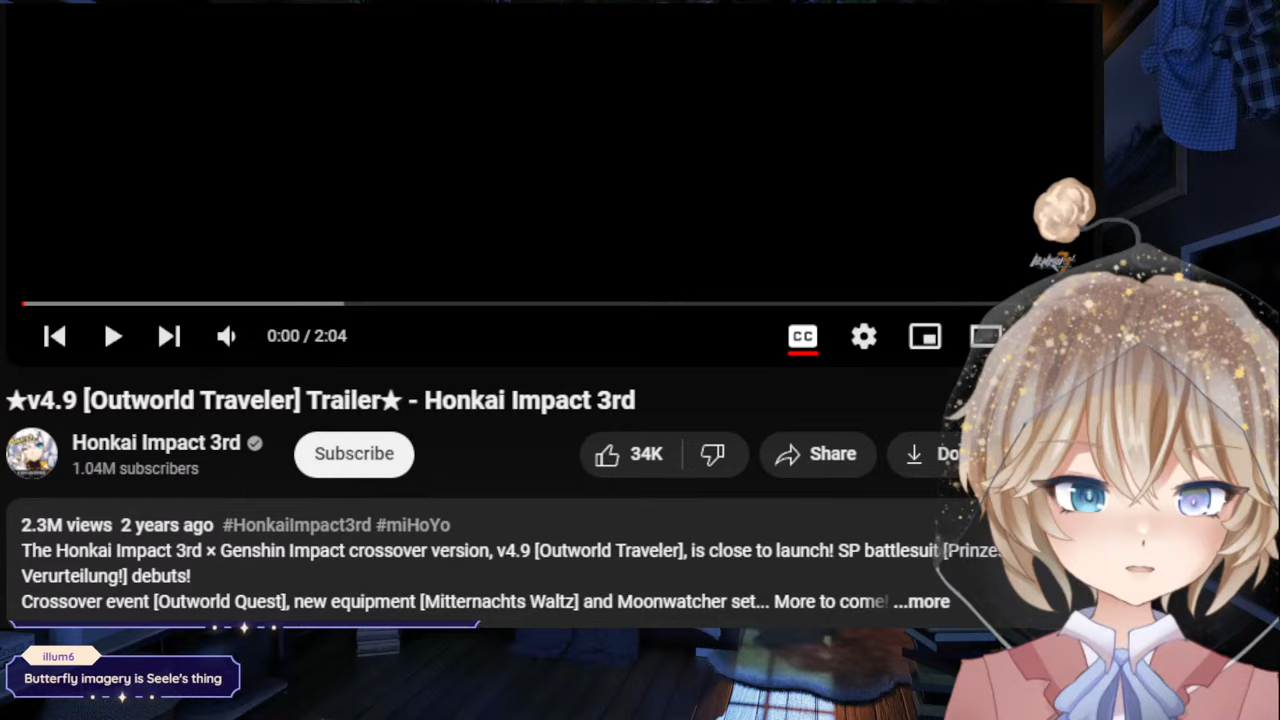 0:00 / 2:04
CC
★v4.9 [Outworld Traveler] Trailer★ - Honkai Impact 3rd
Honkai Impact 3rd
1.04M subscribers
Subscribe
34K
Share
Do
2.3M views 2 years ago #HonkaiImpact3rd #miHoYo
The Honkai Impact 3rd × Genshin Impact crossover version, v4.9 [Outworld Traveler], is close to launch! SP battlesuit [Prinzes
Verurteilung!] debuts!
Crossover event [Outworld Quest], new equipment [Mitternachts Waltz] and Moonwatcher set... More to come! ...more
illum6
Butterfly imagery is Seele's thing